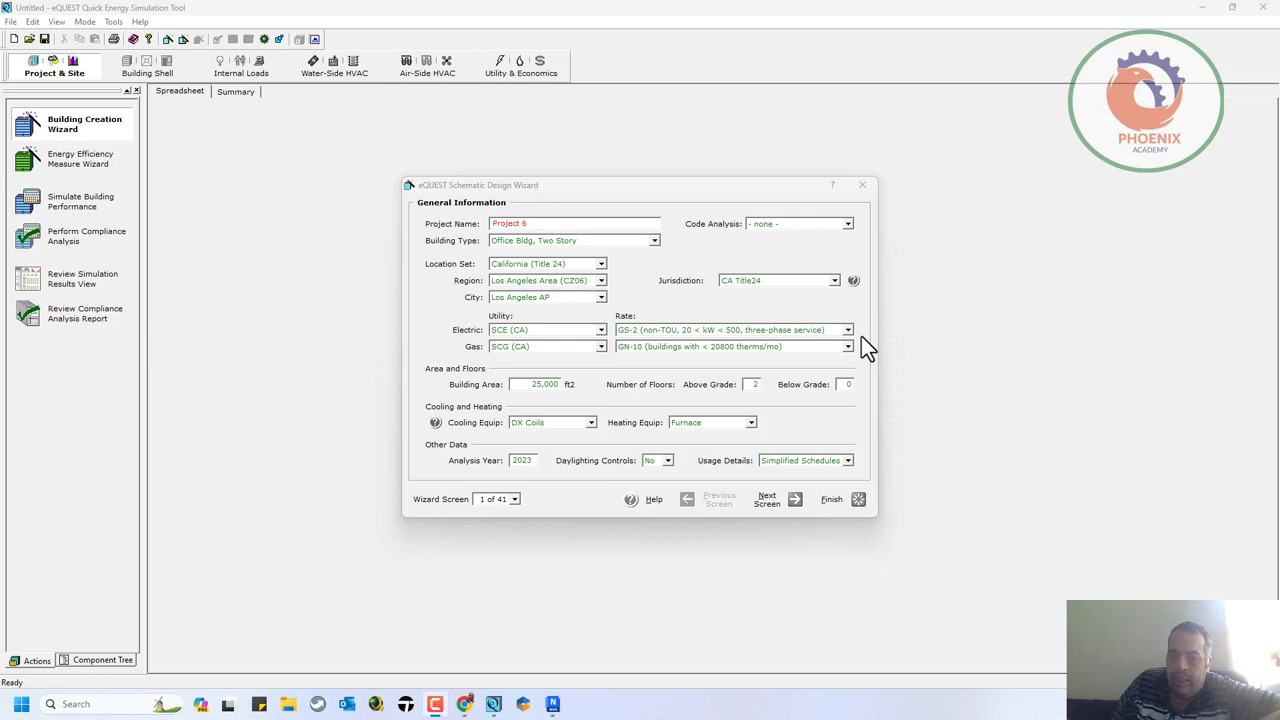 Untitled - eQUEST Quick Energy Simulation Tool
File Edit View Mode Tools Help
Project & Site
Building Shell
Internal Loads
Water-Side HVAC
Air-Side HVAC
Utility & Economics
Spreadsheet
Summary
Building Creation
Wizard
Energy Efficiency
Measure Wizard
Simulate Building
Performance
Perform Compliance
Analysis
Review Simulation
Results View
Review Compliance
Analysis Report
PHOENIX
ACADEMY
eQUEST Schematic Design Wizard
General Information
Project Name: Project 6 Code Analysis: - none -
Building Type: Office Bldg, Two Story
Location Set: California (Title 24)
Region: Los Angeles Area (CZ06) Jurisdiction: CA Title24
City: Los Angeles AP
Utility: Rate:
Electric: SCE (CA) GS-2 (non-TOU, 20 < kW < 500, three-phase service)
Gas: SCG (CA) GN-10 (buildings with < 20800 therms/mo)
Area and Floors
Building Area: 25,000 ft2 Number of Floors: Above Grade: 2 Below Grade: 0
Cooling and Heating
Cooling Equip: DX Coils Heating Equip: Furnace
Other Data
Analysis Year: 2023 Daylighting Controls: No Usage Details: Simplified Schedules
Wizard Screen 1 of 41 Help Previous Screen Next Screen Finish
Actions Component Tree
Ready
Search